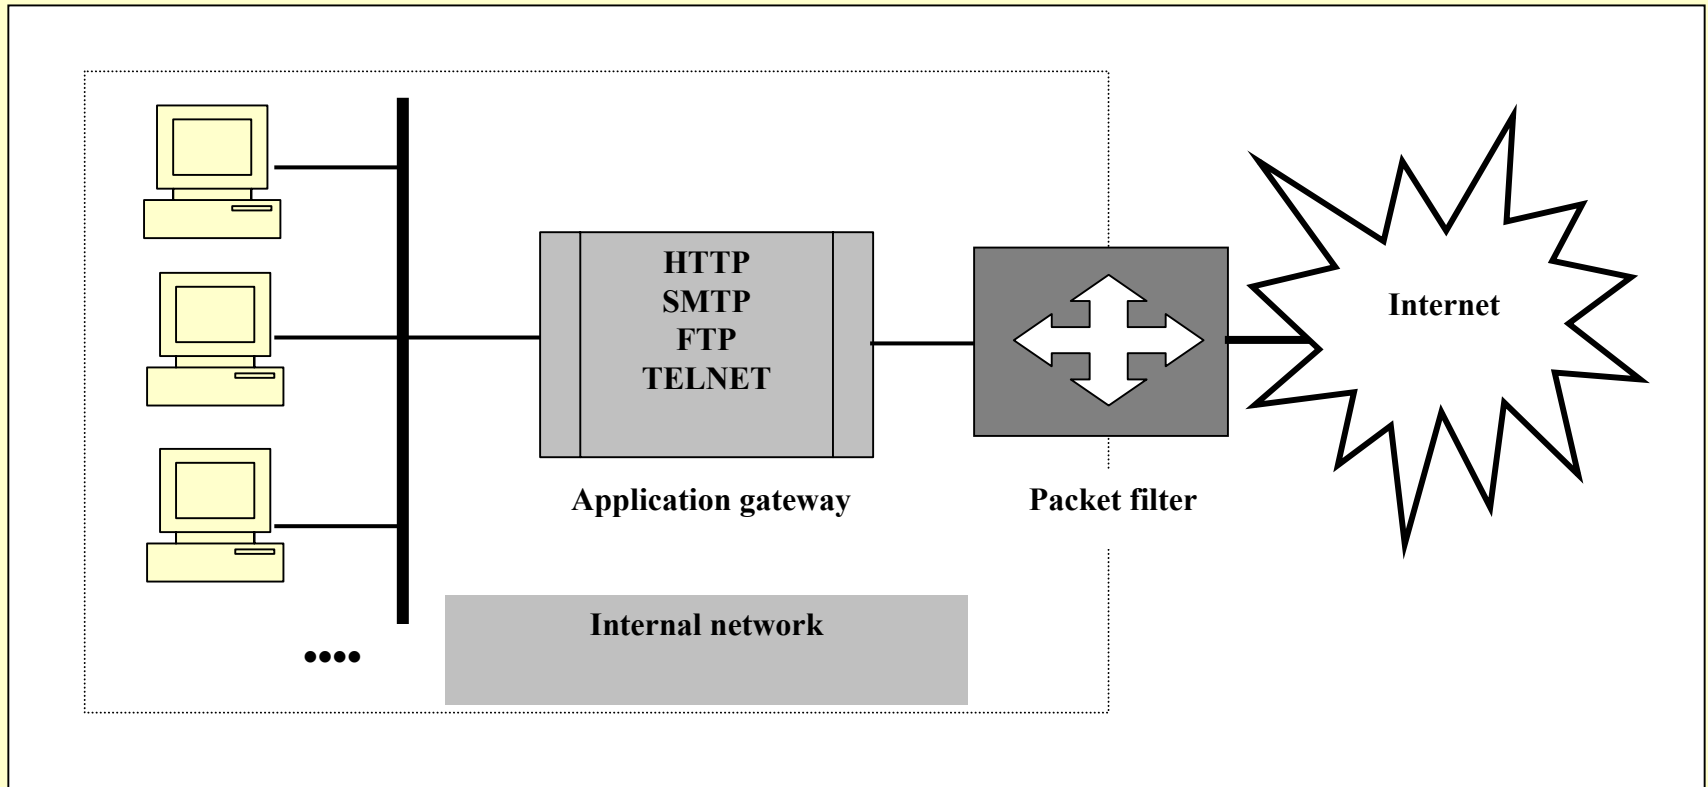 HTTP
SMTP
FTP
TELNET
Internet
Application gateway
Packet filter
Internal network